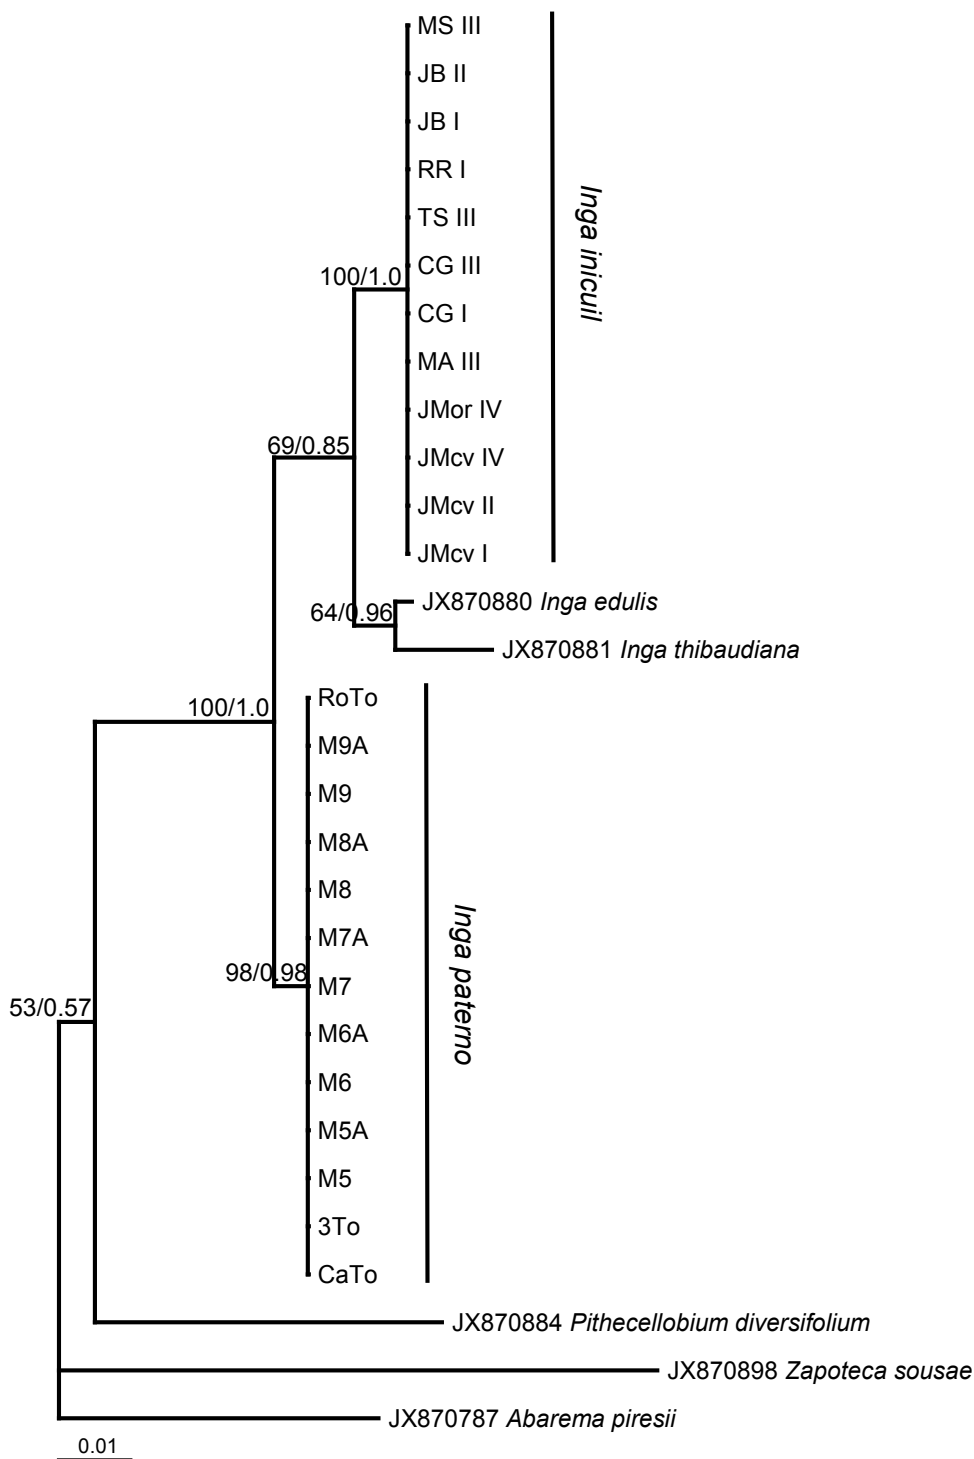 MS III
JB II
JB I
RR I
TS III
CG III
100/1.0
CG I
MA III
JMor IV
69/0.85
JMcv IV
JMcv II
JMcv I
Inga inicuil
JX870880 Inga edulis
64/0.96
JX870881 Inga thibaudiana
RoTo
100/1.0
M9A
M9
M8A
M8
M7A
98/0.98
M7
M6A
M6
M5A
M5
3To
CaTo
Inga paterno
53/0.57
JX870884 Pithecellobium diversifolium
JX870898 Zapoteca sousae
JX870787 Abarema piresii
0.01